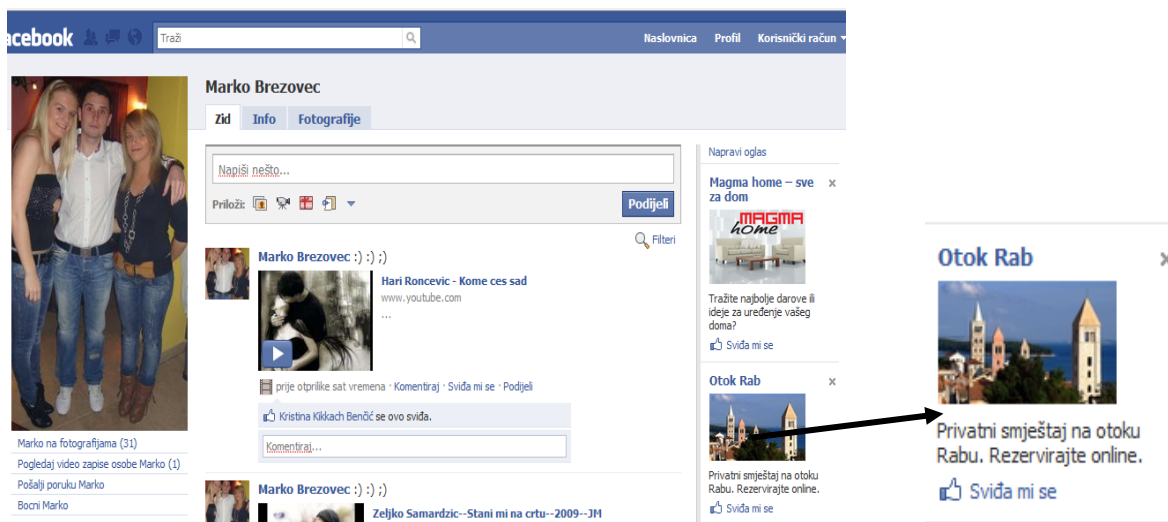 facebook
Traži
Naslovnica Profil Korisnički račun
Marko Brezovec
Zid Info Fotografije
Napiši nešto...
Priloži:
Podijeli
Filteri
Marko Brezovec :) :) ;)
Hari Roncevic - Kome ces sad
www.youtube.com
...
prije otprilike sat vremena · Komentiraj · Sviđa mi se · Podijeli
Kristina Kikkach Benčić se ovo sviđa.
Komentiraj...
Marko Brezovec :) :) ;)
Zeljko Samardzic--Stani mi na crtu--2009--JM
Marko na fotografijama (31)
Pogledaj video zapise osobe Marko (1)
Pošalji poruku Marko
Bocni Marko
Napravi oglas
Magma home – sve
za dom
MAGMA
home
Tražite najbolje darove ili
ideje za uređenje vašeg
doma?
Sviđa mi se
Otok Rab
Privatni smještaj na otoku
Rabu. Rezervirajte online.
Sviđa mi se
Otok Rab
Privatni smještaj na otoku
Rabu. Rezervirajte online.
Sviđa mi se